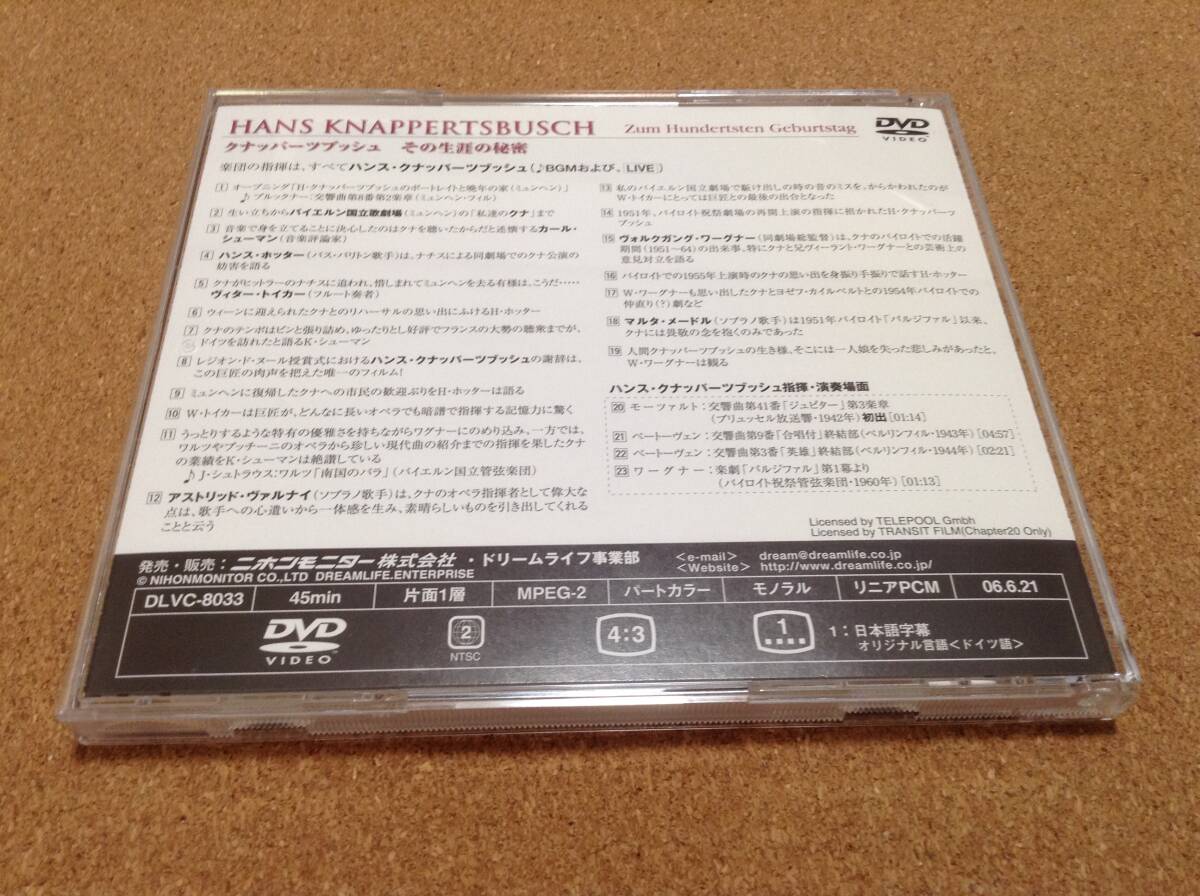 HANS KNAPPERTSBUSCH Zum Hundertsten Geburtstag
DVD VIDEO
クナッパーツブッシュ その生涯の秘密
楽団の指揮は、すべてハンス・クナッパーツブッシュ(♪BGMおよび、LIVE)
1 オープニング「H・クナッパーツブッシュのポートレイトと晩年の家(ミュンヘン)」
♪ ブルックナー:交響曲第8番第2楽章(ミュンヘン・フィル)
2 生い立ちからバイエルン国立歌劇場(ミュンヘン)の「私達のクナ」まで
3 音楽で身を立てることに決心したのはクナを聴いたからだと述懐するカール・
シューマン(音楽評論家)
4 ハンス・ホッター(バス・バリトン歌手)は、ナチスによる同劇場でのクナ公演の
妨害を語る
5 クナがヒットラーのナチスに追われ、惜しまれてミュンヘンを去る有様は、こうだ……
ヴィター・トイカー(フルート奏者)
6 ウィーンに迎えられたクナとのリハーサルの思い出にふけるH・ホッター
7 クナのテンポはピンと張り詰め、ゆったりとし好評でフランスの大勢の聴衆までが、
ドイツを訪れたと語るK・シューマン
8 レジオン・ド・ヌール授賞式におけるハンス・クナッパーツブッシュの謝辞は、
この巨匠の肉声を把えた唯一のフィルム!
9 ミュンヘンに復帰したクナへの市民の歓迎ぶりをH・ホッターは語る
10 W・トイカーは巨匠が、どんなに長いオペラでも暗譜で指揮する記憶力に驚く
11 うっとりするような特有の優雅さを持ちながらワグナーにのめり込み、一方では、
ワルツやプッチーニのオペラから珍しい現代曲の紹介までの指揮を果したクナ
の業績をK・シューマンは絶讃している
♪ J・シュトラウス:ワルツ「南国のバラ」(バイエルン国立管弦楽団)
12 アストリッド・ヴァルナイ(ソプラノ歌手)は、クナのオペラ指揮者として偉大な
点は、歌手への心遣いから一体感を生み、素晴らしいものを引き出してくれる
ことと云う
13 私のバイエルン国立劇場で駆け出しの時の音のミスを、からかわれたのが
W・トイカーにとっては巨匠との最後の出合となった
14 1951年、バイロイト祝祭劇場の再開上演の指揮に招かれたH・クナッパーツ
ブッシュ
15 ヴォルクガング・ワーグナー(同劇場総監督)は、クナのバイロイトでの活躍
期間(1951〜64)の出来事、特にクナと兄ヴィーラント・ワーグナーとの芸術上の
意見対立を語る
16 バイロイトでの1955年上演時のクナの思い出を身振り手振りで話すH・ホッター
17 W・ワーグナーも思い出したクナとヨゼフ・カイルベルトとの1954年バイロイトでの
仲直り(?)劇など
18 マルタ・メードル(ソプラノ歌手)は1951年バイロイト「パルジファル」以来、
クナには畏敬の念を抱くのみであった
19 人間クナッパーツブッシュの生き様、そこには一人娘を失った悲しみがあったと、
W・ワーグナーは観る
ハンス・クナッパーツブッシュ指揮・演奏場面
20 モーツァルト:交響曲第41番「ジュピター」第3楽章
(ブリュッセル放送響・1942年)初出[01:14]
21 ベートーヴェン:交響曲第9番「合唱付」終結部(ベルリンフィル・1943年)[04:57]
22 ベートーヴェン:交響曲第3番「英雄」終結部(ベルリンフィル・1944年)[02:21]
23 ワーグナー:楽劇「パルジファル」第1幕より
(バイロイト祝祭管弦楽団・1960年)[01:13]
Licensed by TELEPOOL Gmbh
Licensed by TRANSIT FILM(Chapter20 Only)
発売・販売:ニホンモニター株式会社・ドリームライフ事業部
© NIHONMONITOR CO.,LTD DREAMLIFE.ENTERPRISE
<e-mail> dream@dreamlife.co.jp
<Website> http://www.dreamlife.co.jp/
DLVC-8033 45min 片面1層 MPEG-2 パートカラー モノラル リニアPCM 06.6.21
DVD VIDEO
2
NTSC
4:3
1
1:日本語字幕
オリジナル言語<ドイツ語>